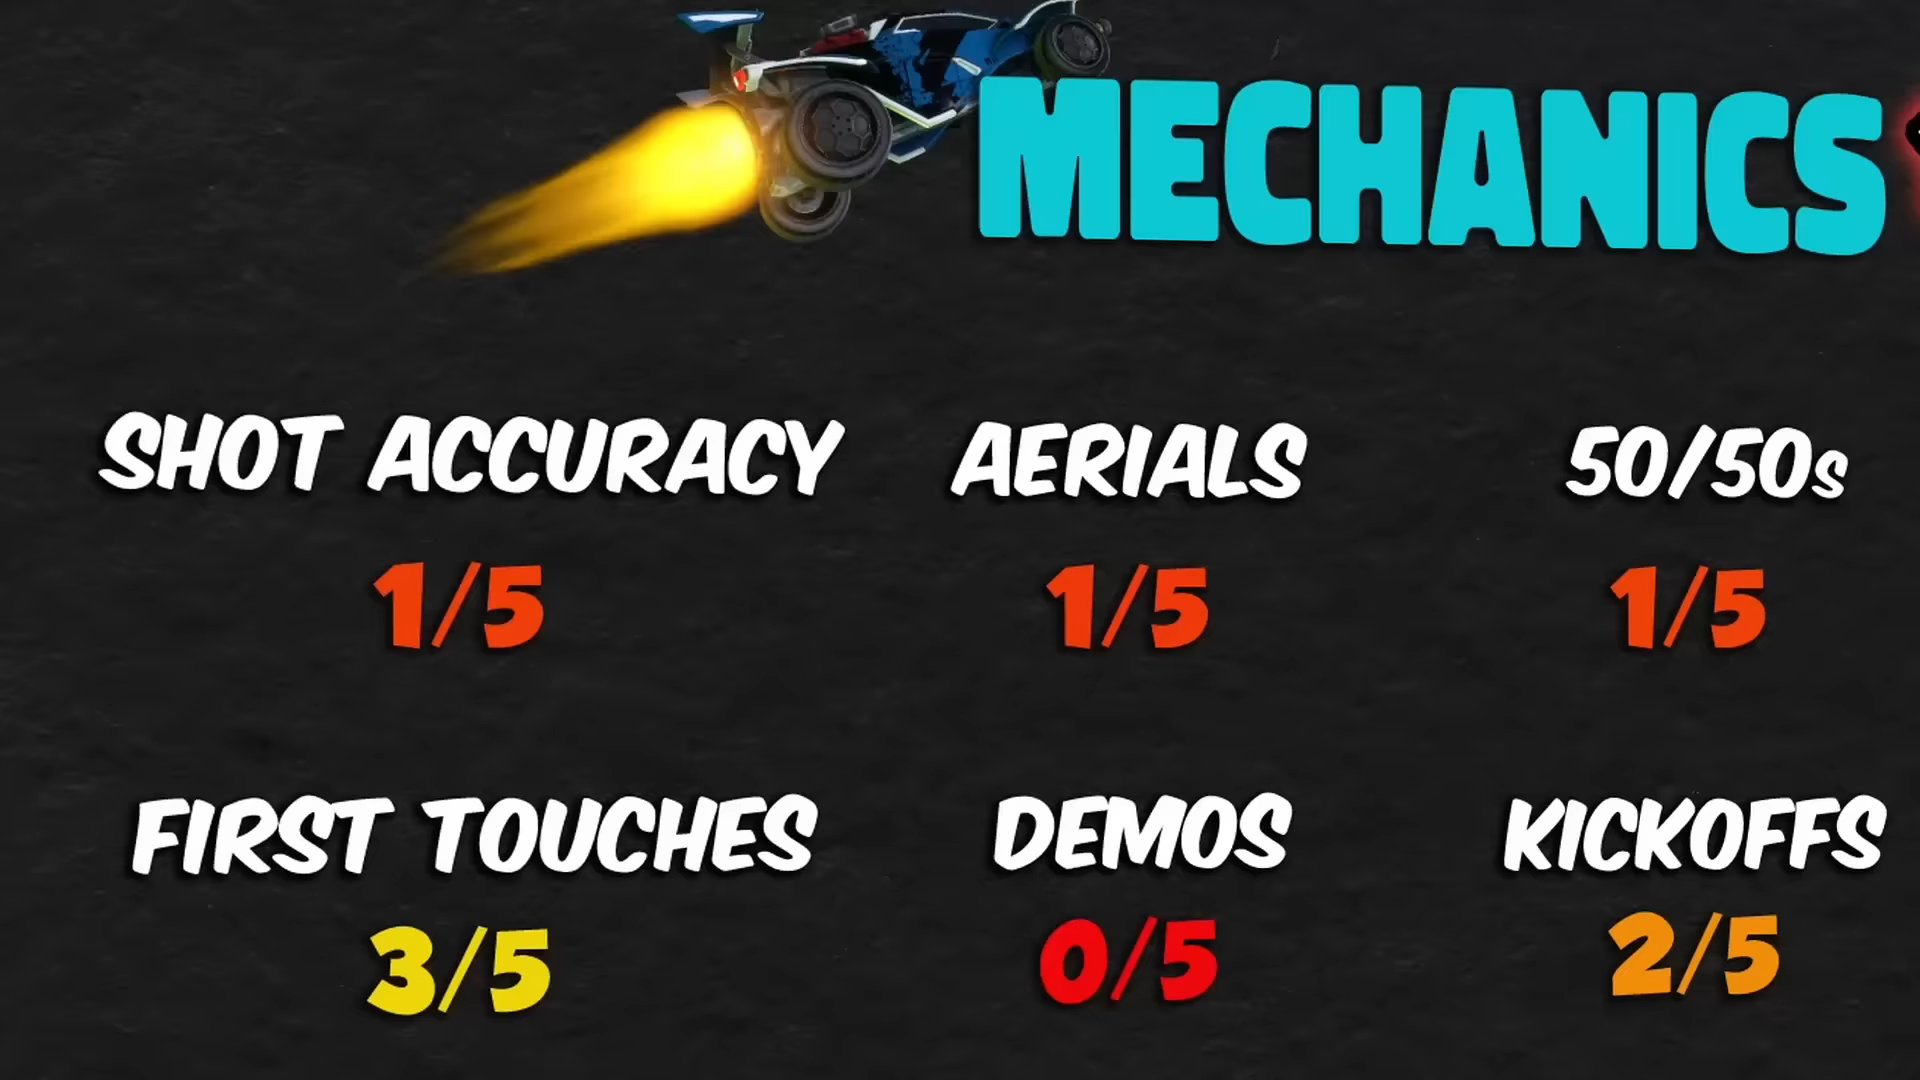 MECHANICS
SHOT ACCURACY AERIALS 50/50s
1/5 1/5 1/5
FIRST TOUCHES DEMOS KICKOFFS
3/5 0/5 2/5